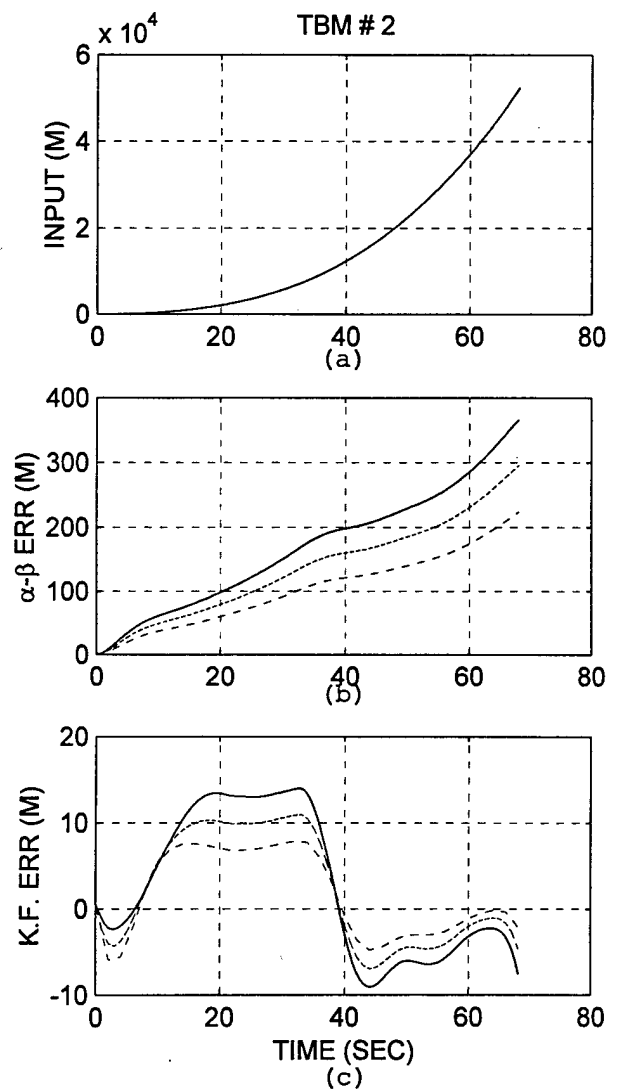 TBM # 2
x 10^4
6
4
2
0
INPUT (M)
0 20 40 60 80
(a)
400
300
200
100
0
α-β ERR (M)
0 20 40 60 80
(b)
20
10
0
-10
K.F. ERR (M)
0 20 40 60 80
TIME (SEC)
(c)